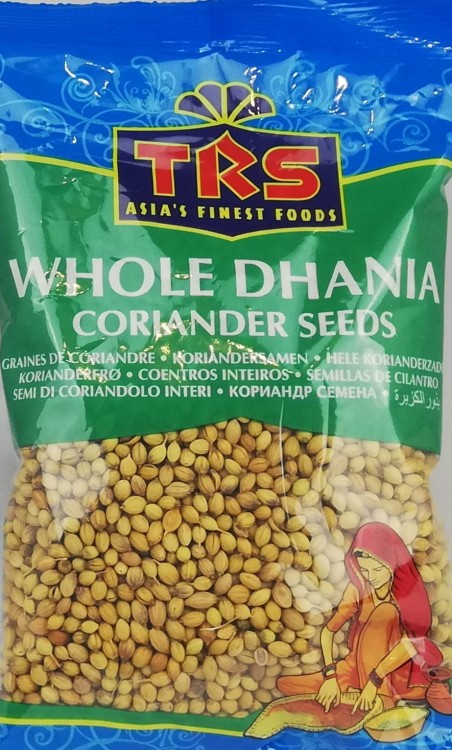 TRS
ASIA'S FINEST FOODS
WHOLE DHANIA
CORIANDER SEEDS
GRAINES DE CORIANDRE • KORIANDERSAMEN • HELE KORIANDERZAD
KORIANDERFRØ • COENTROS INTEIROS • SEMILLAS DE CILANTRO
SEMI DI CORIANDOLO INTERI • КОРИАНДР СЕМЕНА • بذور الكزبرة